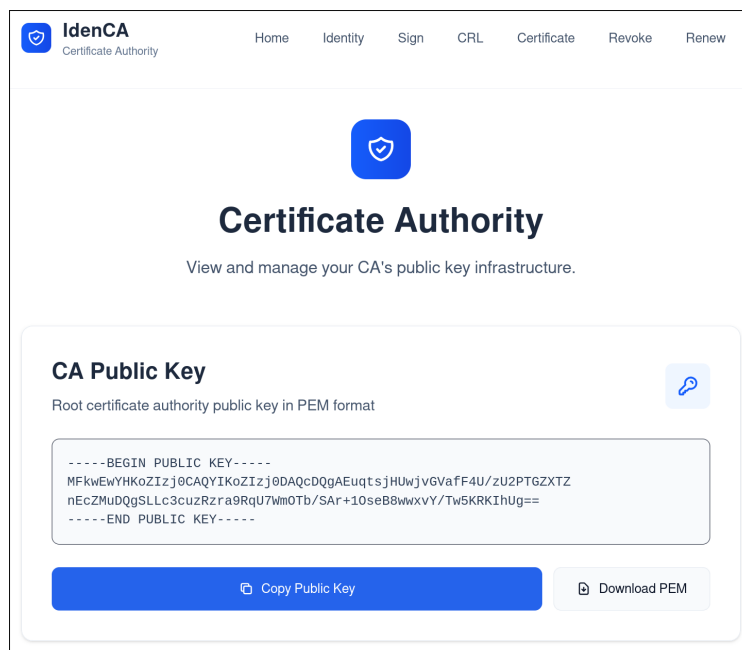 IdenCA
Certificate Authority
Home Identity Sign CRL Certificate Revoke Renew
Certificate Authority
View and manage your CA's public key infrastructure.
CA Public Key
Root certificate authority public key in PEM format
-----BEGIN PUBLIC KEY-----
MFkwEwYHKoZIzj0CAQYIKoZIzj0DAQcDQgAEuqtsjHUwjvGVafF4U/zU2PTGZXTZ
nEcZMuDQgSLLc3cuzRzra9RqU7WmOTb/SAr+1OseB8wwxvY/Tw5KRKIhUg==
-----END PUBLIC KEY-----
Copy Public Key
Download PEM